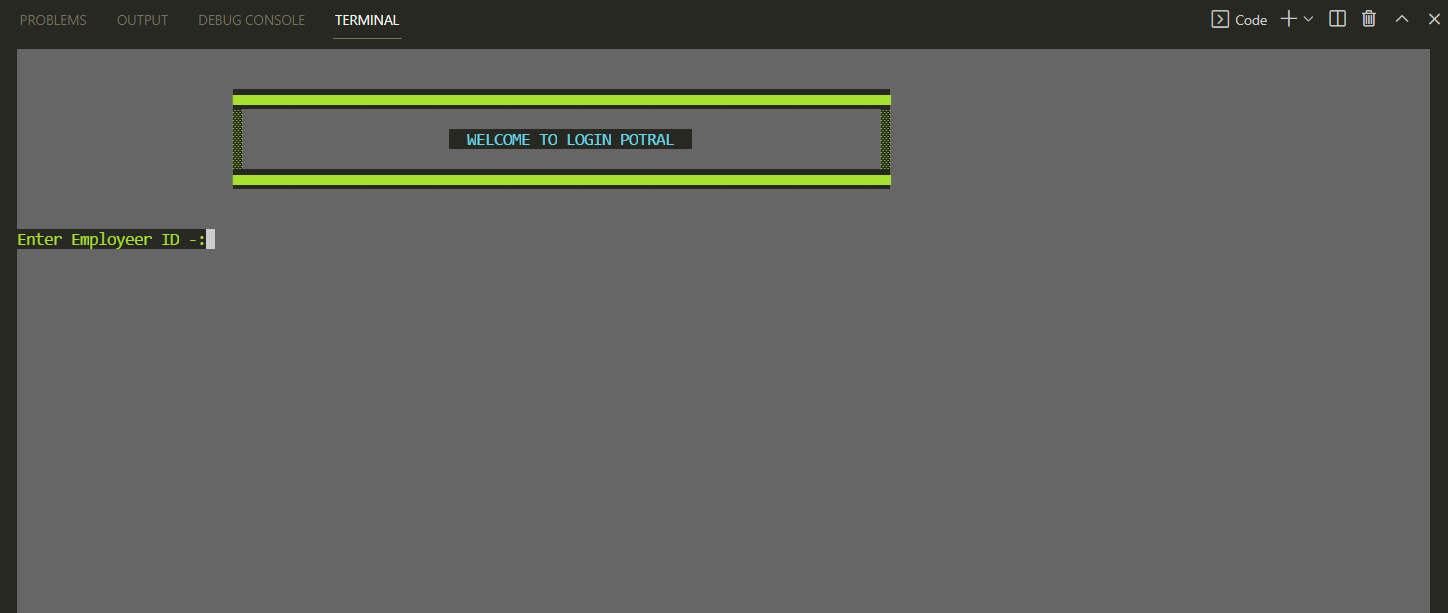 PROBLEMS OUTPUT DEBUG CONSOLE TERMINAL Code
WELCOME TO LOGIN POTRAL
Enter Employeer ID -: